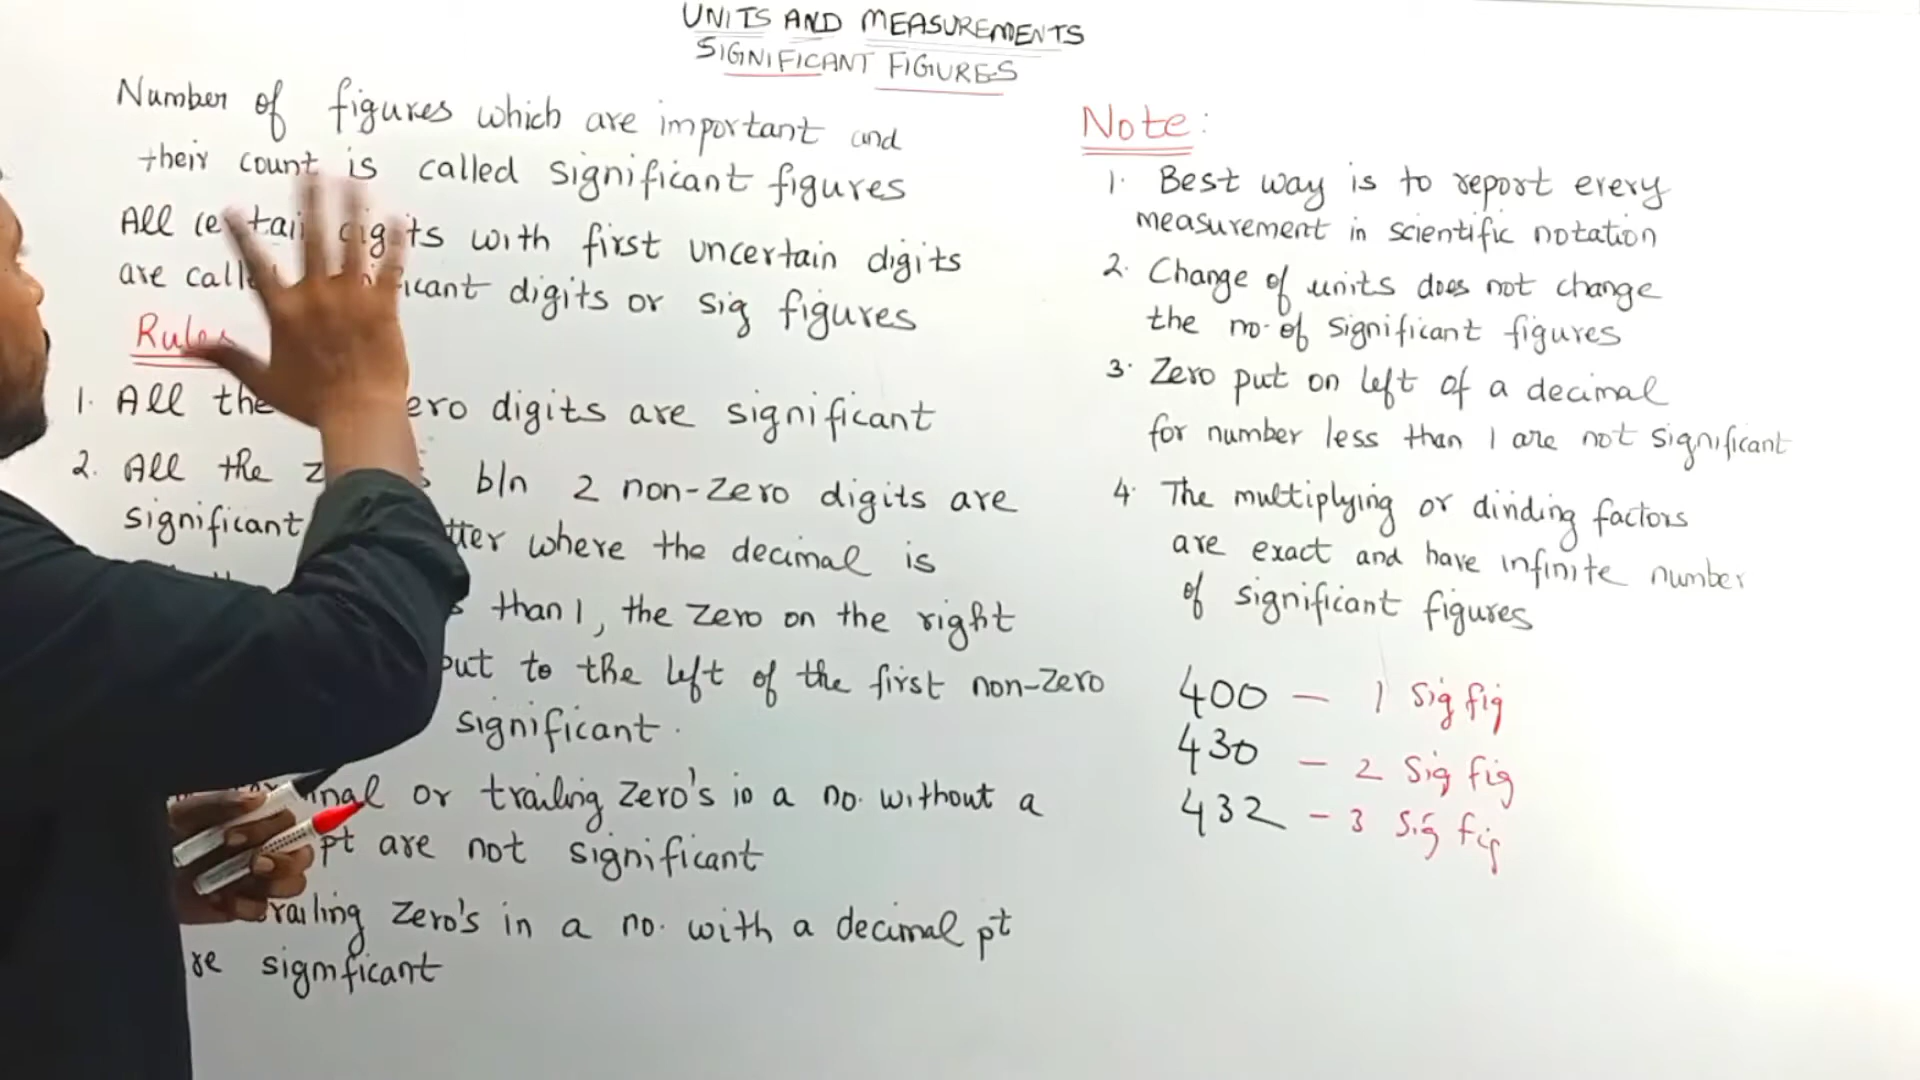 UNITS AND MEASUREMENTS
SIGNIFICANT FIGURES
Number of figures which are important and
their count is called significant figures
All digits with first uncertain digits
are digits or sig figures
Rules
1. All the digits are significant
2. All the b/n 2 non-zero digits are
significant where the decimal is
than 1, the zero on the right
put to the left of the first non-zero
significant.
or trailing zero's in a no. without a
pt are not significant
trailing zero's in a no. with a decimal pt
significant
Note:
1. Best way is to report every
measurement in scientific notation
2. Change of units does not change
the no. of significant figures
3. Zero put on left of a decimal
for number less than 1 are not significant
4. The multiplying or dinding factors
are exact and have infinite number
of significant figures
400 – 1 Sig fig
430 – 2 Sig fig
432 – 3 Sig fig